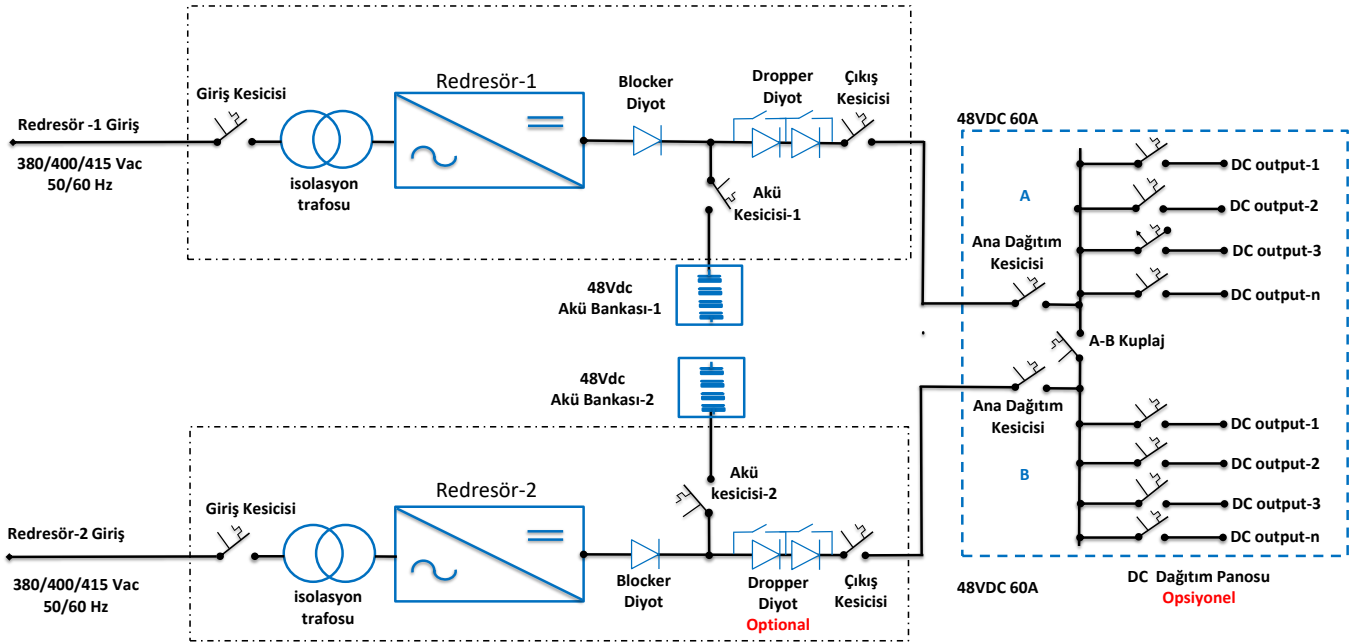 Redresör -1 Giriş
380/400/415 Vac
50/60 Hz
Giriş Kesicisi
isolasyon
trafosu
Redresör-1
Blocker
Diyot
Dropper
Diyot
Çıkış
Kesicisi
Akü
Kesicisi-1
48Vdc
Akü Bankası-1
48VDC 60A
A
Ana Dağıtım
Kesicisi
DC output-1
DC output-2
DC output-3
DC output-n
A-B Kuplaj
48Vdc
Akü Bankası-2
Redresör-2 Giriş
380/400/415 Vac
50/60 Hz
Giriş Kesicisi
isolasyon
trafosu
Redresör-2
Akü
kesicisi-2
Blocker
Diyot
Dropper
Diyot
Optional
Çıkış
Kesicisi
Ana Dağıtım
Kesicisi
B
DC output-1
DC output-2
DC output-3
DC output-n
48VDC 60A
DC Dağıtım Panosu
Opsiyonel